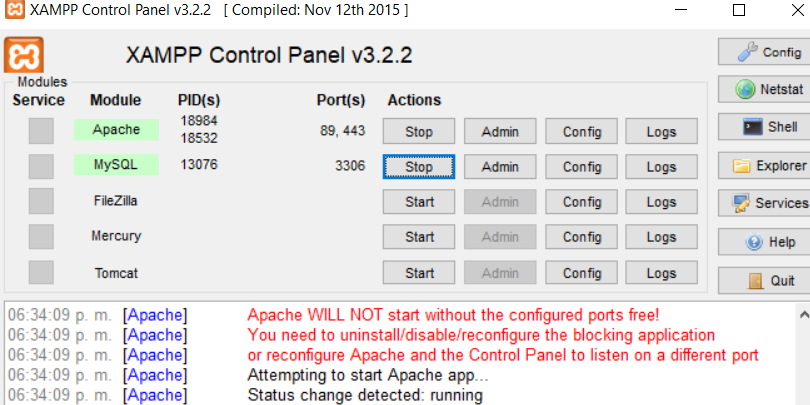 XAMPP Control Panel v3.2.2 [ Compiled: Nov 12th 2015 ]
XAMPP Control Panel v3.2.2
Config
Modules
Service Module PID(s) Port(s) Actions
Netstat
Apache 18984 18532 89, 443 Stop Admin Config Logs
Shell
MySQL 13076 3306 Stop Admin Config Logs
Explorer
FileZilla Start Admin Config Logs
Services
Mercury Start Admin Config Logs
Help
Tomcat Start Admin Config Logs
Quit
06:34:09 p. m. [Apache] Apache WILL NOT start without the configured ports free!
06:34:09 p. m. [Apache] You need to uninstall/disable/reconfigure the blocking application
06:34:09 p. m. [Apache] or reconfigure Apache and the Control Panel to listen on a different port
06:34:09 p. m. [Apache] Attempting to start Apache app...
06:34:09 p. m. [Apache] Status change detected: running